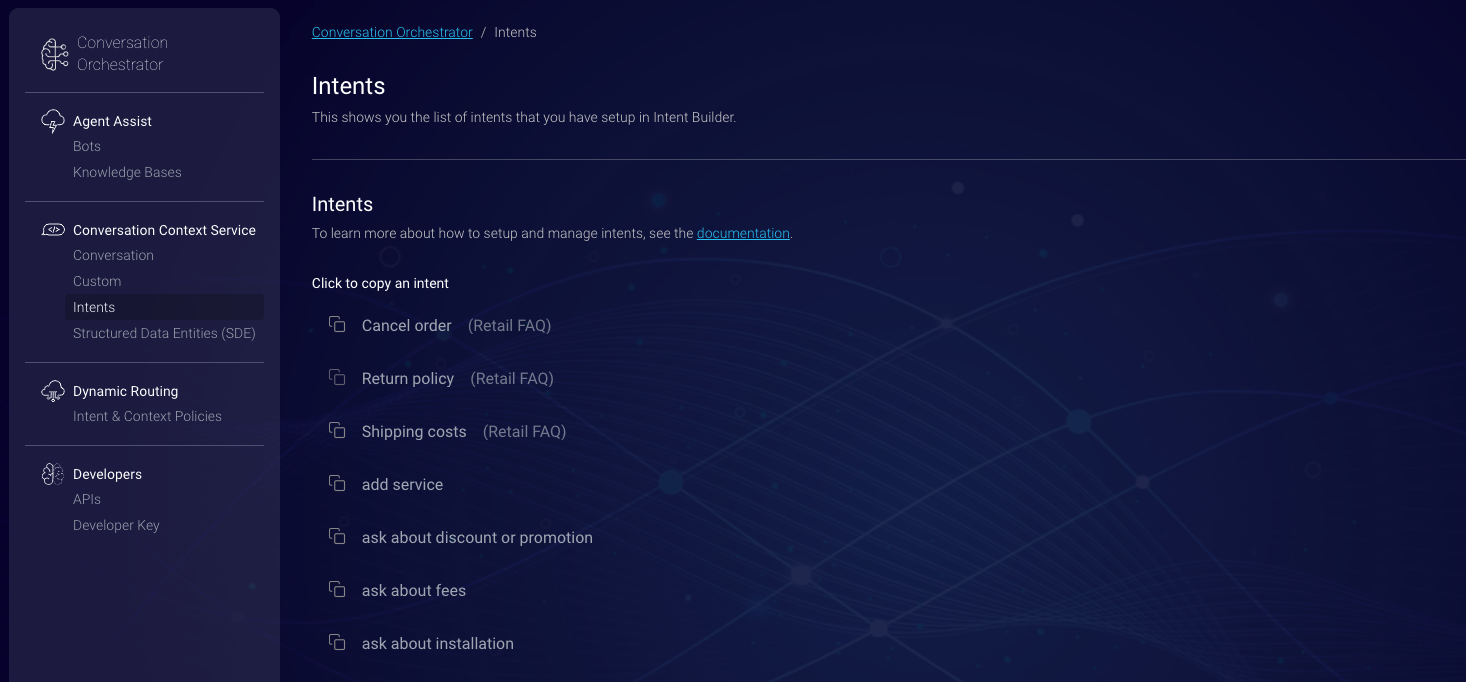 Conversation
Orchestrator
Agent Assist
Bots
Knowledge Bases
Conversation Context Service
Conversation
Custom
Intents
Structured Data Entities (SDE)
Dynamic Routing
Intent & Context Policies
Developers
APIs
Developer Key
Conversation Orchestrator / Intents
Intents
This shows you the list of intents that you have setup in Intent Builder.
Intents
To learn more about how to setup and manage intents, see the documentation.
Click to copy an intent
Cancel order (Retail FAQ)
Return policy (Retail FAQ)
Shipping costs (Retail FAQ)
add service
ask about discount or promotion
ask about fees
ask about installation